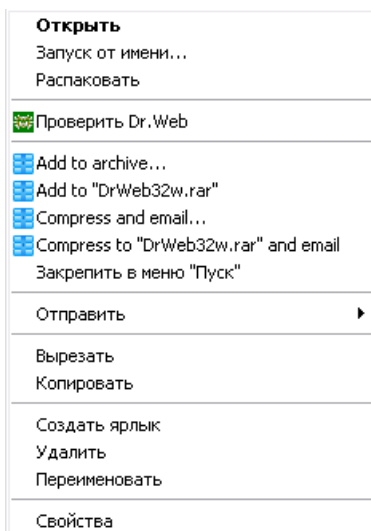 Открыть
Запуск от имени...
Распаковать
Проверить Dr.Web
Add to archive...
Add to "DrWeb32w.rar"
Compress and email...
Compress to "DrWeb32w.rar" and email
Закрепить в меню "Пуск"
Отправить
Вырезать
Копировать
Создать ярлык
Удалить
Переименовать
Свойства